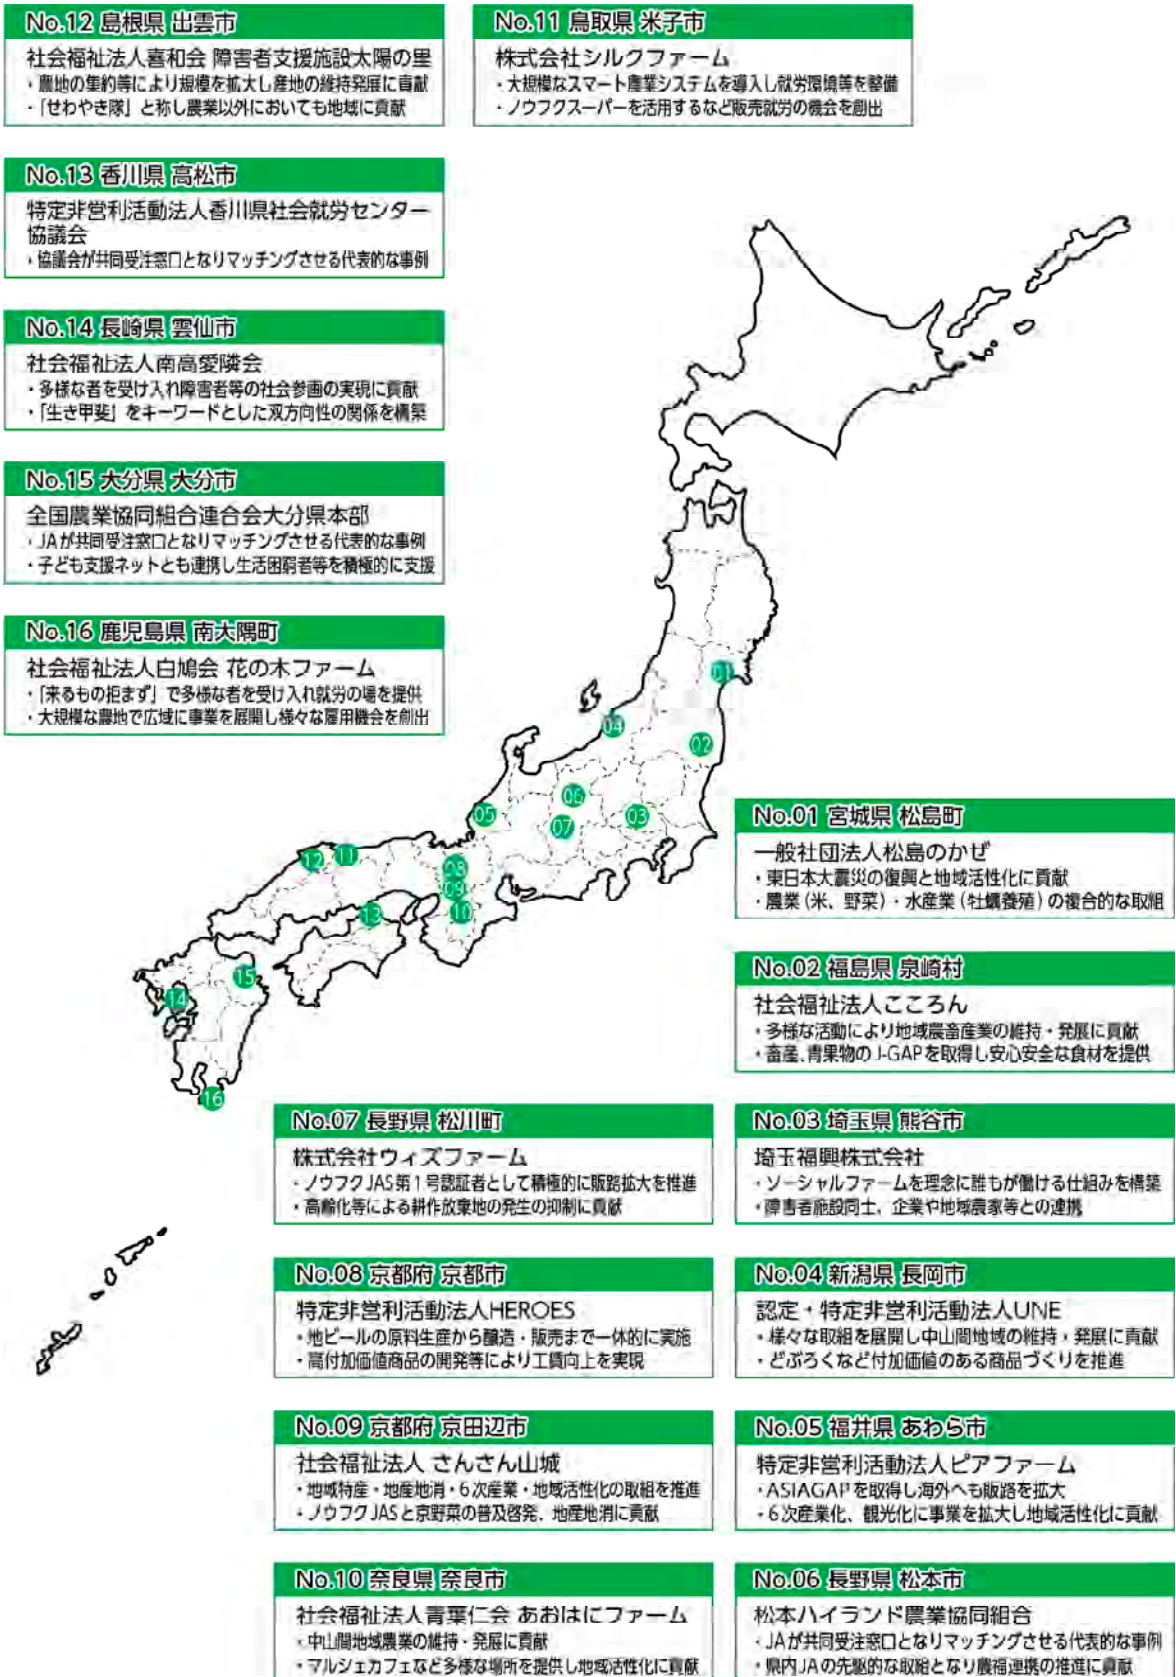 No.12 島根県 出雲市
社会福祉法人喜和会 障害者支援施設太陽の里
・農地の集約等により規模を拡大し産地の維持発展に貢献
・「せわやき隊」と称し農業以外においても地域に貢献
No.11 鳥取県 米子市
株式会社シルクファーム
・大規模なスマート農業システムを導入し就労環境等を整備
・ノウフクスーパーを活用するなど販売就労の機会を創出
No.13 香川県 高松市
特定非営利活動法人香川県社会就労センター
協議会
・協議会が共同受注窓口となりマッチングさせる代表的な事例
No.14 長崎県 雲仙市
社会福祉法人南高愛隣会
・多様な者を受け入れ障害者等の社会参画の実現に貢献
・「生き甲斐」をキーワードとした双方向性の関係を構築
No.15 大分県 大分市
全国農業協同組合連合会大分県本部
・JAが共同受注窓口となりマッチングさせる代表的な事例
・子ども支援ネットとも連携し生活困窮者等を積極的に支援
No.16 鹿児島県 南大隅町
社会福祉法人白鳩会 花の木ファーム
・「来るもの拒まず」で多様な者を受け入れ就労の場を提供
・大規模な農地で広域に事業を展開し様々な雇用機会を創出
01
04
02
06
05
03
07
12
11
08
09
10
13
15
14
16
No.01 宮城県 松島町
一般社団法人松島のかぜ
・東日本大震災の復興と地域活性化に貢献
・農業（米、野菜）・水産業（牡蠣養殖）の複合的な取組
No.02 福島県 泉崎村
社会福祉法人こころん
・多様な活動により地域農畜産業の維持・発展に貢献
・畜産、青果物のJ-GAPを取得し安心安全な食材を提供
No.07 長野県 松川町
株式会社ウィズファーム
・ノウフクJAS第1号認証者として積極的に販路拡大を推進
・高齢化等による耕作放棄地の発生の抑制に貢献
No.03 埼玉県 熊谷市
埼玉福興株式会社
・ソーシャルファームを理念に誰もが働ける仕組みを構築
・障害者施設同士、企業や地域農家等との連携
No.08 京都府 京都市
特定非営利活動法人HEROES
・地ビールの原料生産から醸造・販売まで一体的に実施
・高付加価値商品の開発等により工賃向上を実現
No.04 新潟県 長岡市
認定・特定非営利活動法人UNE
・様々な取組を展開し中山間地域の維持・発展に貢献
・どぶろくなど付加価値のある商品づくりを推進
No.09 京都府 京田辺市
社会福祉法人 さんさん山城
・地域特産・地産地消・6次産業・地域活性化の取組を推進
・ノウフクJASと京野菜の普及啓発、地産地消に貢献
No.05 福井県 あわら市
特定非営利活動法人ピアファーム
・ASIAGAPを取得し海外へも販路を拡大
・6次産業化、観光化に事業を拡大し地域活性化に貢献
No.10 奈良県 奈良市
社会福祉法人青葉仁会 あおはにファーム
・中山間地域農業の維持・発展に貢献
・マルシェカフェなど多様な場所を提供し地域活性化に貢献
No.06 長野県 松本市
松本ハイランド農業協同組合
・JAが共同受注窓口となりマッチングさせる代表的な事例
・県内JAの先駆的な取組となり農福連携の推進に貢献